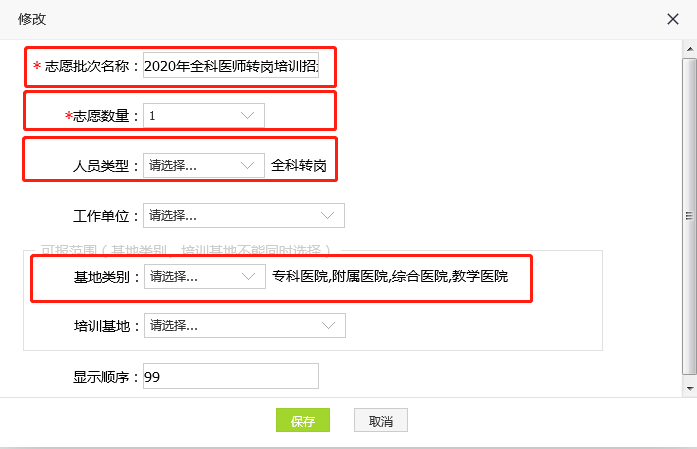 修改
* 志愿批次名称： 2020年全科医师转岗培训招
*志愿数量： 1
人员类型： 请选择... 全科转岗
工作单位： 请选择...
可报范围（基地类别、培训基地不能同时选择）
基地类别： 请选择... 专科医院,附属医院,综合医院,教学医院
培训基地： 请选择...
显示顺序： 99
保存 取消